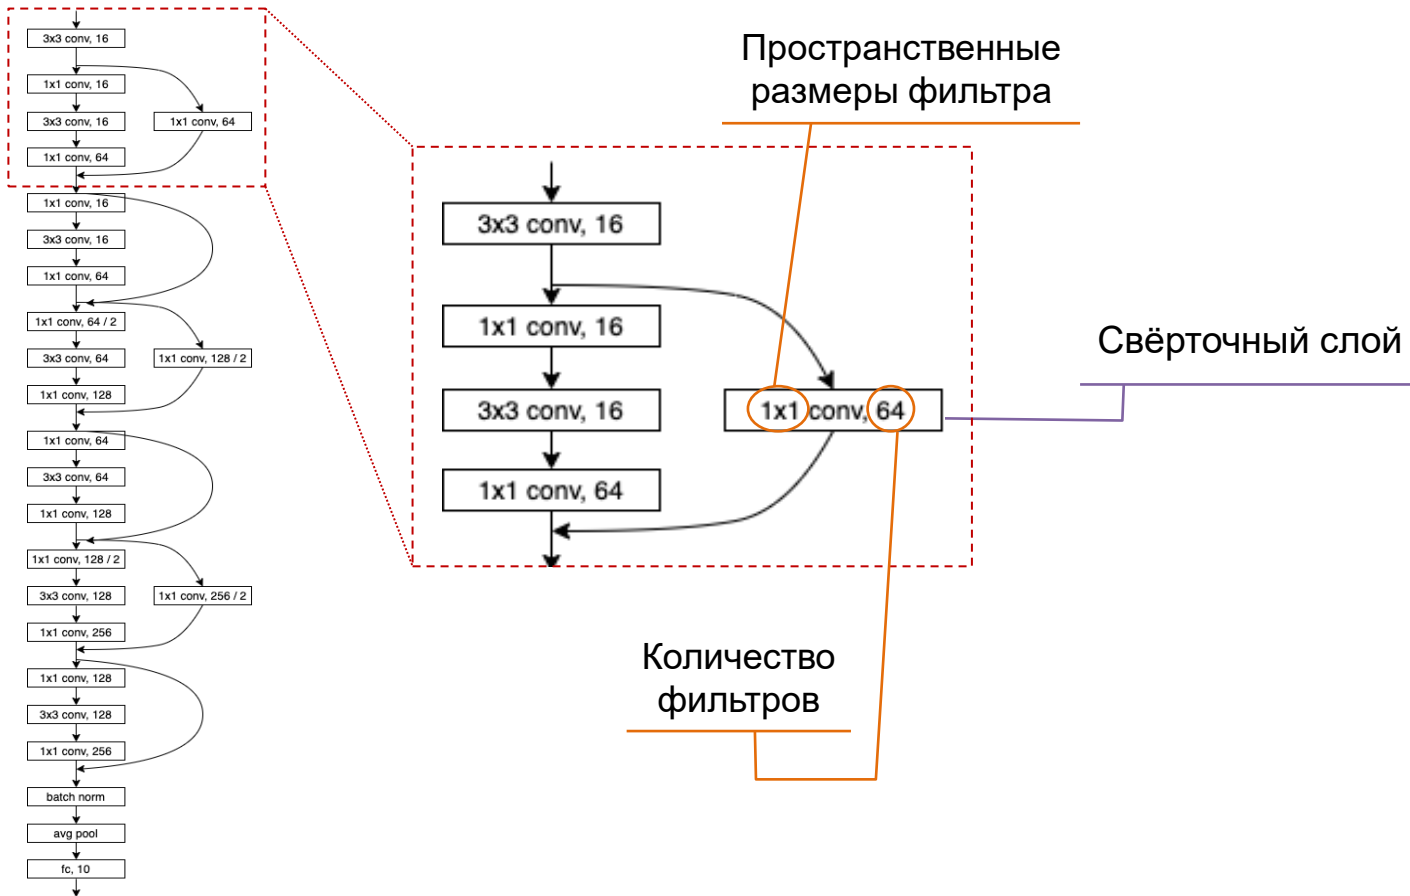 3x3 conv, 16
1x1 conv, 16
3x3 conv, 16
1x1 conv, 64
1x1 conv, 64
1x1 conv, 16
3x3 conv, 16
1x1 conv, 64
1x1 conv, 64 / 2
3x3 conv, 64
1x1 conv, 128 / 2
1x1 conv, 128
1x1 conv, 64
3x3 conv, 64
1x1 conv, 128
1x1 conv, 128 / 2
3x3 conv, 128
1x1 conv, 256 / 2
1x1 conv, 256
1x1 conv, 128
3x3 conv, 128
1x1 conv, 256
batch norm
avg pool
fc, 10
Пространственные
размеры фильтра
3x3 conv, 16
1x1 conv, 16
3x3 conv, 16
1x1 conv, 64
1x1 conv, 64
Свёрточный слой
Количество
фильтров